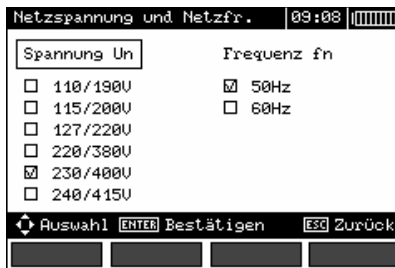 Netzspannung und Netzfr. 09:08
Spannung Un Frequenz fn
110/190V 50Hz
115/200V 60Hz
127/220V
220/380V
230/400V
240/415V
Auswahl ENTER Bestätigen ESC Zurück